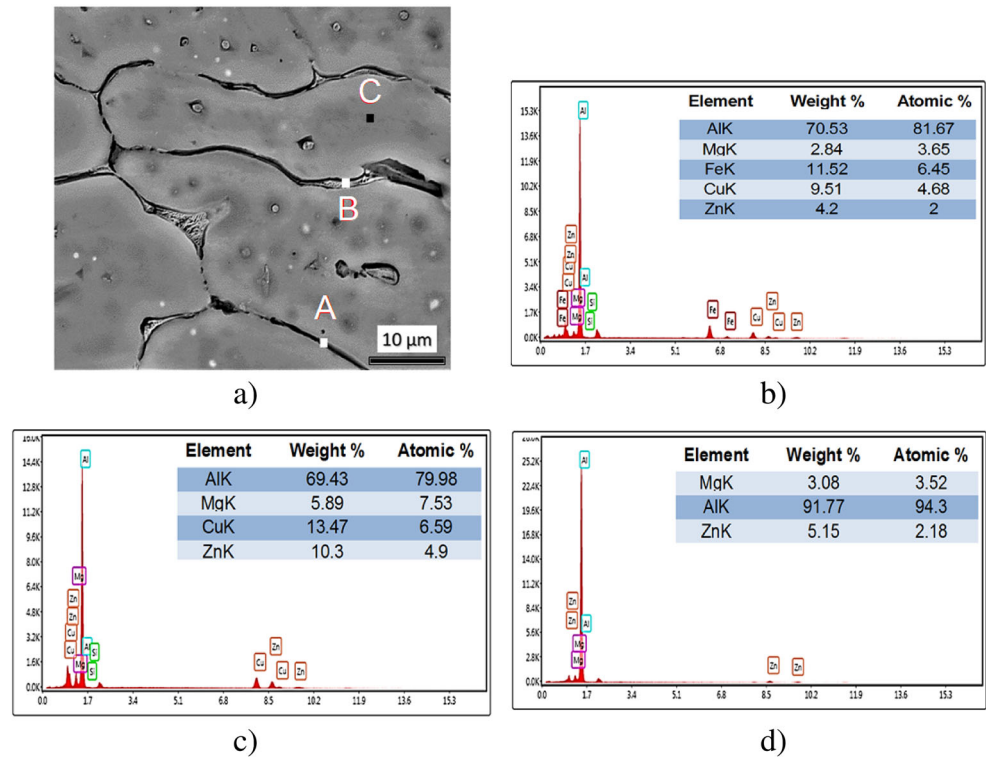 C
B
A
10 µm
a)
Element Weight % Atomic %
AlK 70.53 81.67
MgK 2.84 3.65
FeK 11.52 6.45
CuK 9.51 4.68
ZnK 4.2 2
15.3K
13.6K
11.9K
10.2K
8.5K
6.8K
5.1K
3.4K
1.7K
0.0K
Al
Zn
Zn
Cu
Cu
Fe
Fe
Mg
Mg
Al
Si
Si
Fe
Fe
Cu
Zn
Cu
Zn
0.0 1.7 3.4 5.1 6.8 8.5 10.2 11.9 13.6 15.3
b)
Element Weight % Atomic %
AlK 69.43 79.98
MgK 5.89 7.53
CuK 13.47 6.59
ZnK 10.3 4.9
14.4K
12.8K
11.2K
9.6K
8.0K
6.4K
4.8K
3.2K
1.6K
0.0K
Al
Mg
Zn
Zn
Cu
Cu
Mg
Al
Si
Si
Cu
Zn
Cu
Zn
0.0 1.7 3.4 5.1 6.8 8.5 10.2 11.9 13.6 15.3
c)
Element Weight % Atomic %
MgK 3.08 3.52
AlK 91.77 94.3
ZnK 5.15 2.18
25.2K
22.4K
19.6K
16.8K
14.0K
11.2K
8.4K
5.6K
2.8K
0.0K
Al
Zn
Zn
Al
Mg
Mg
Zn
Zn
0.0 1.7 3.4 5.1 6.8 8.5 10.2 11.9 13.6 15.3
d)